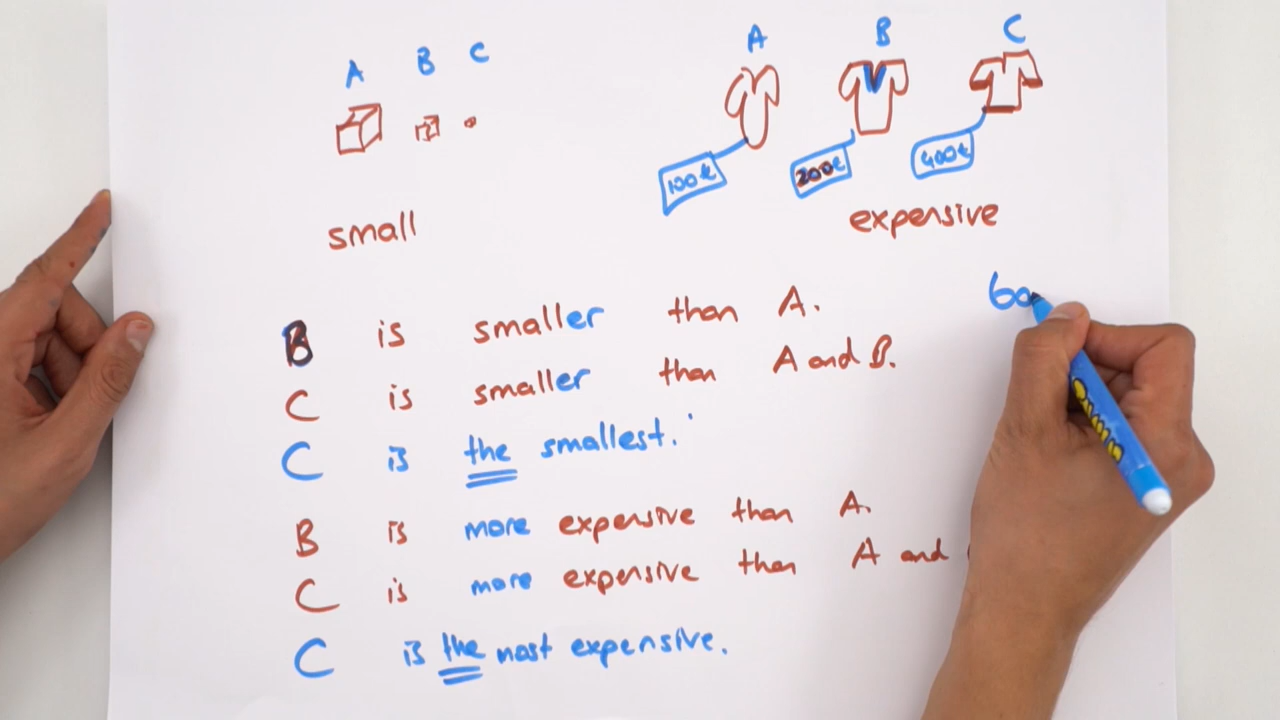 A B C
A B C
100€ 200€ 400€
small
expensive
B is smaller than A.
C is smaller than A and B.
C is the smallest.
B is more expensive than A.
C is more expensive than A and
C is the most expensive.